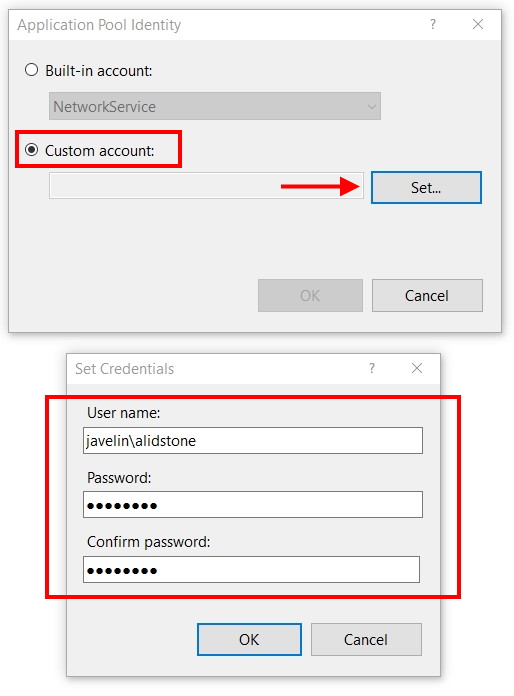 Application Pool Identity
?
Built-in account:
NetworkService
Custom account:
Set...
OK
Cancel
Set Credentials
?
User name:
javelin\alidstone
Password:
●●●●●●●●
Confirm password:
●●●●●●●●
OK
Cancel